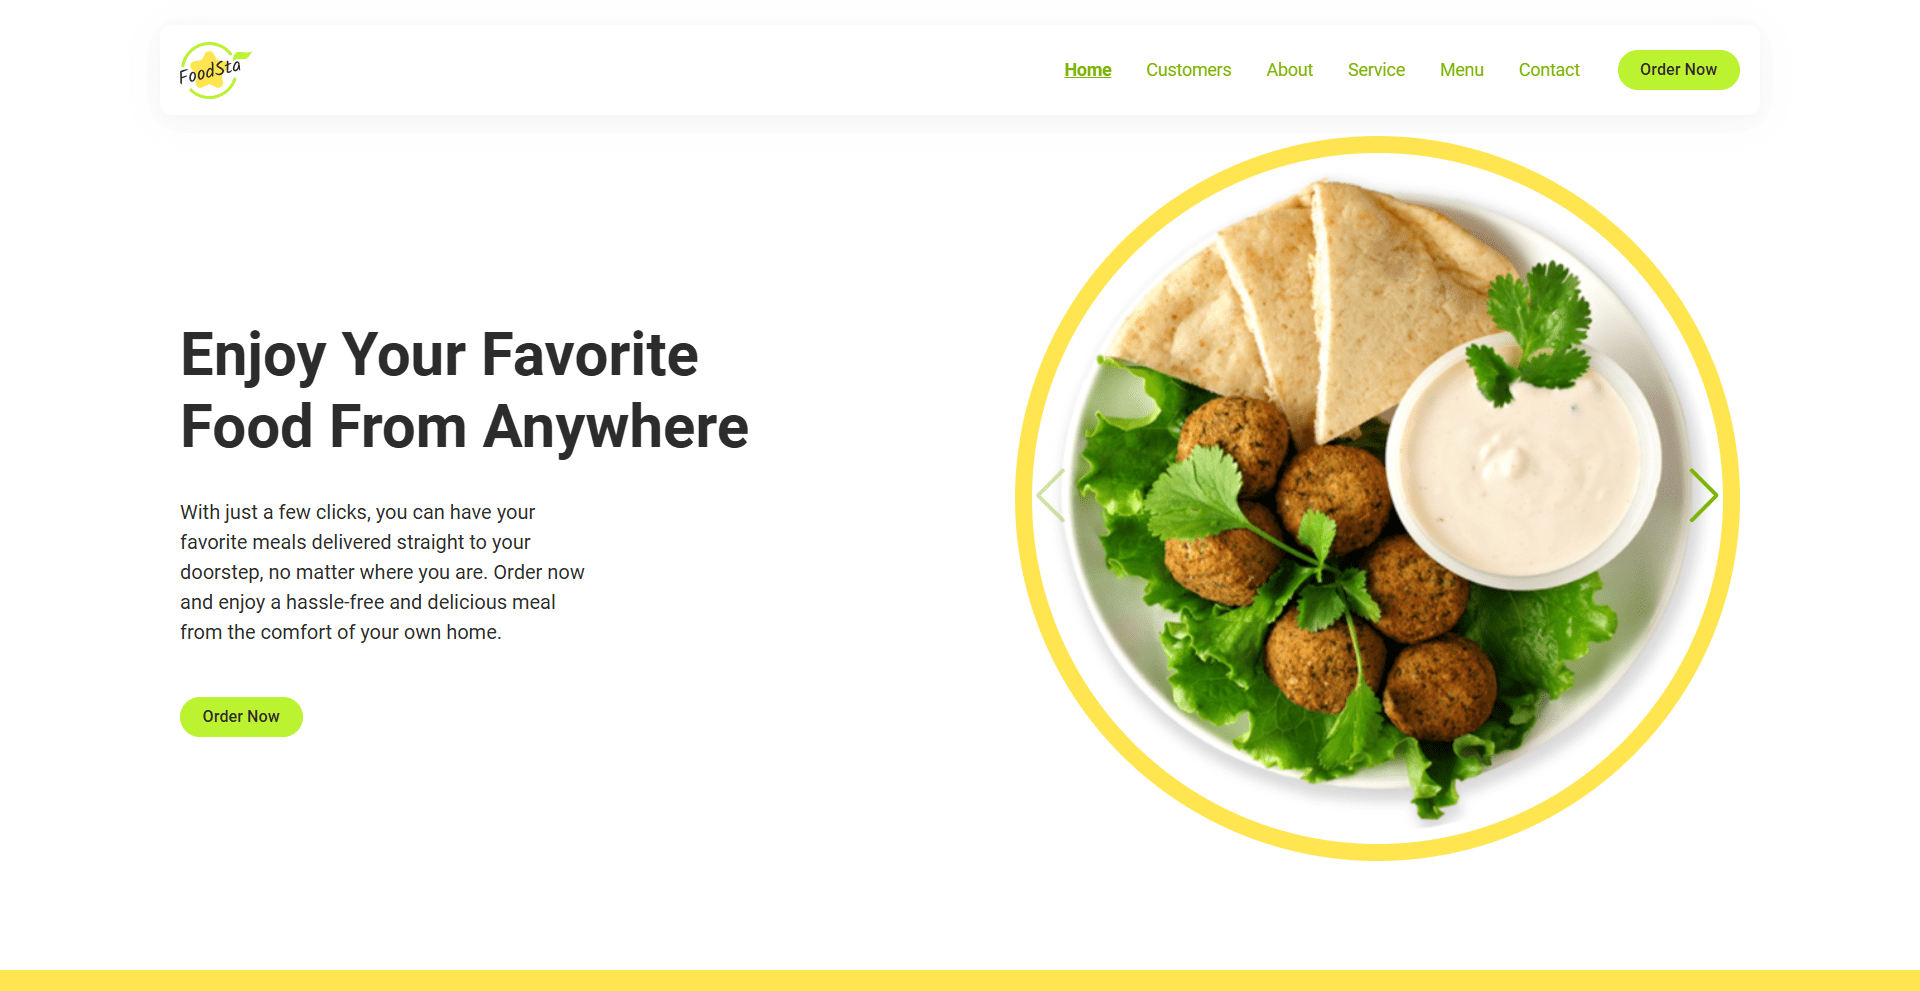 FoodSta
Home Customers About Service Menu Contact Order Now
Enjoy Your Favorite
Food From Anywhere
With just a few clicks, you can have your
favorite meals delivered straight to your
doorstep, no matter where you are. Order now
and enjoy a hassle-free and delicious meal
from the comfort of your own home.
Order Now